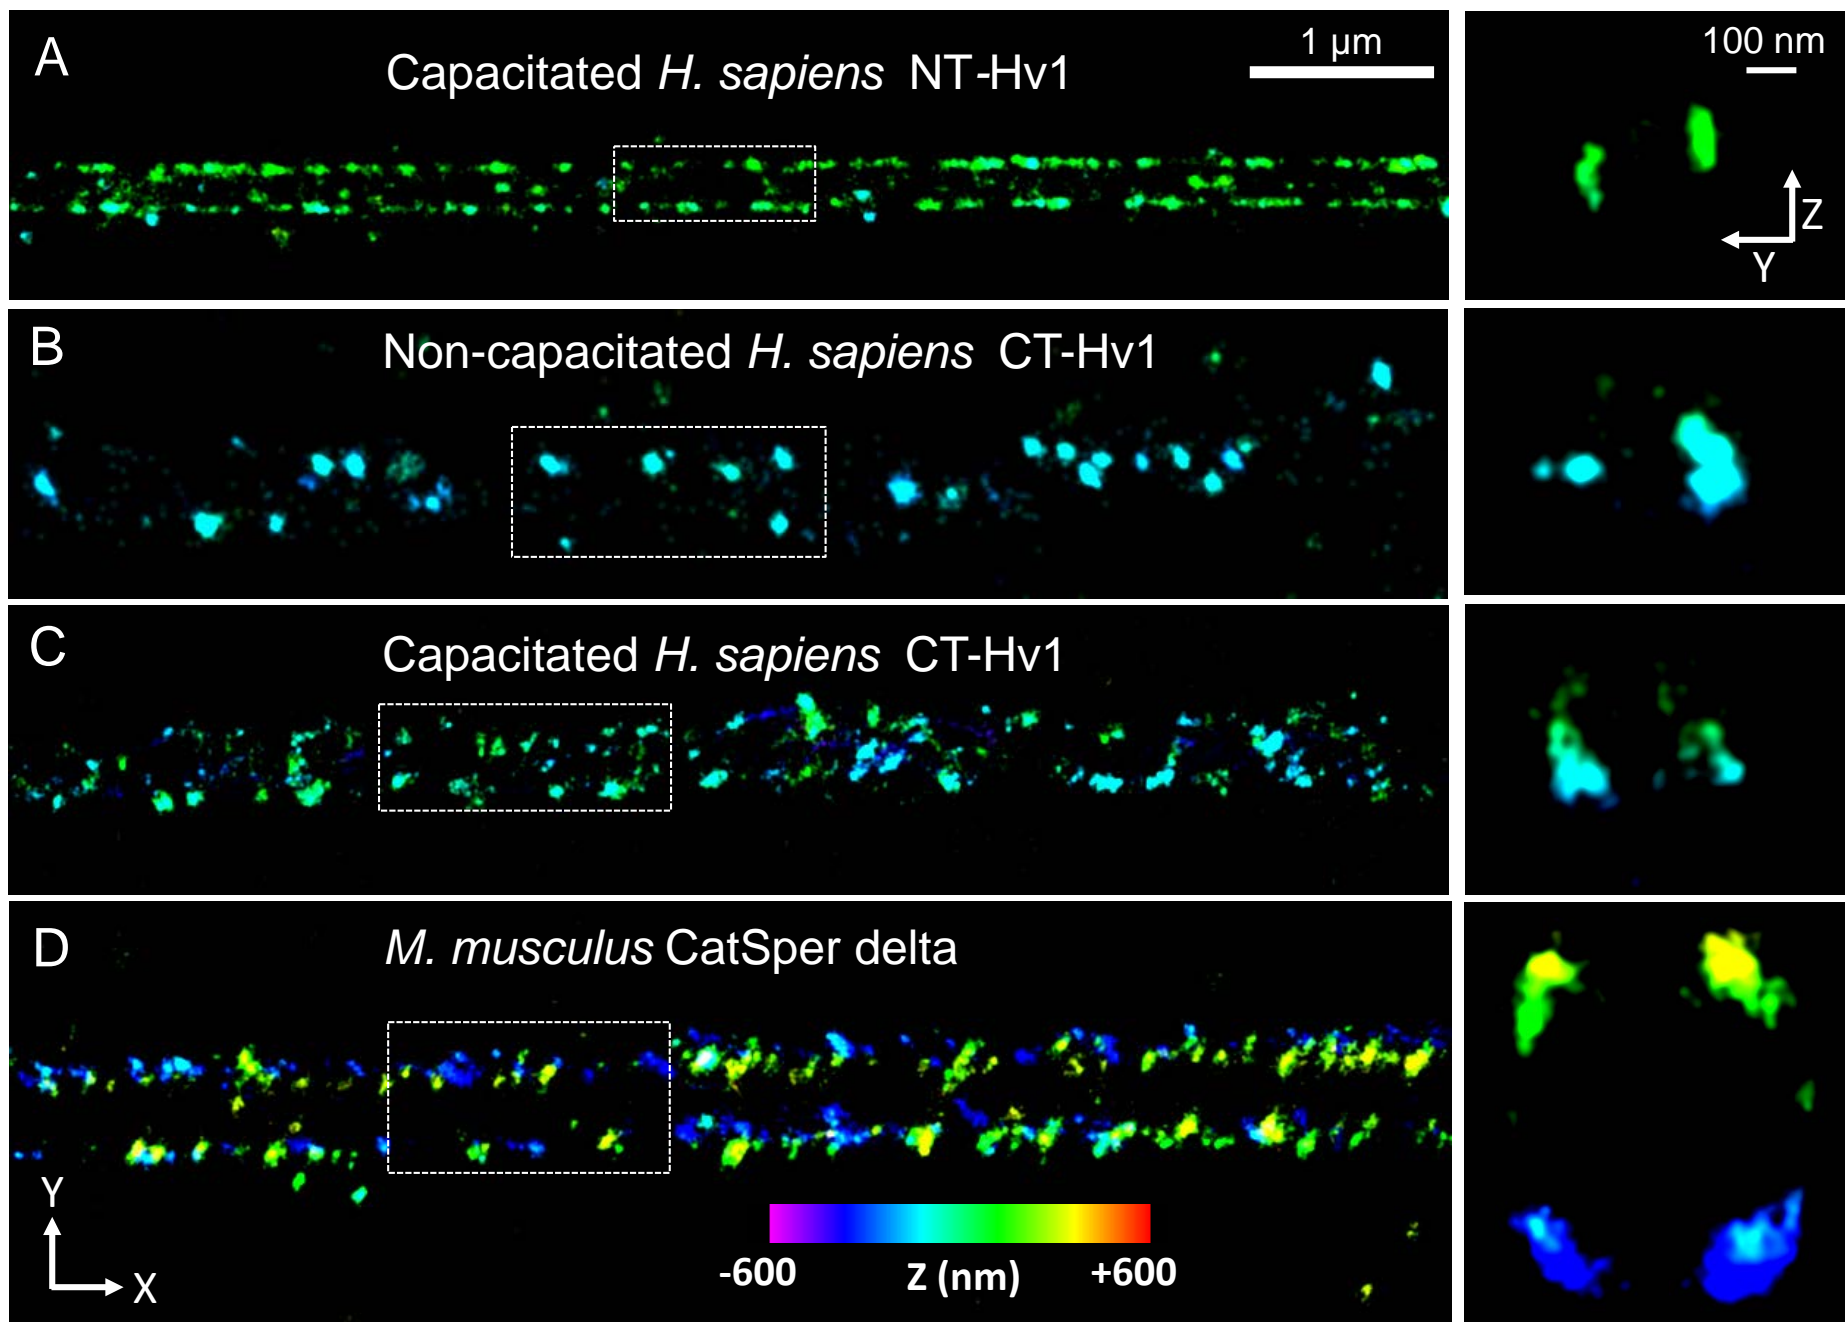 A
Capacitated H. sapiens NT-Hv1
1 µm
100 nm
Z
Y
B
Non-capacitated H. sapiens CT-Hv1
C
Capacitated H. sapiens CT-Hv1
D
M. musculus CatSper delta
Y
X
-600
Z (nm)
+600